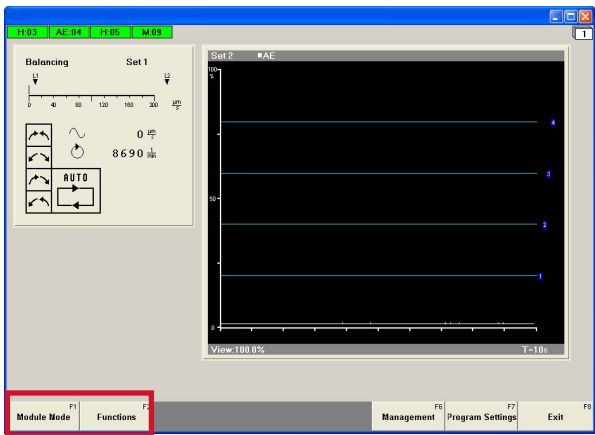 H:03 AE:04 H:05 M:09
1
Balancing Set 1
L1 L2
0 40 80 120 160 200 µm/s
0 µm/s
8690 1/min
AUTO
Set 2 AE
100
%
50
0
4
3
2
1
View:100.0% T=10s
F1 F2 F6 F7 F8
Module Mode Functions Management Program Settings Exit